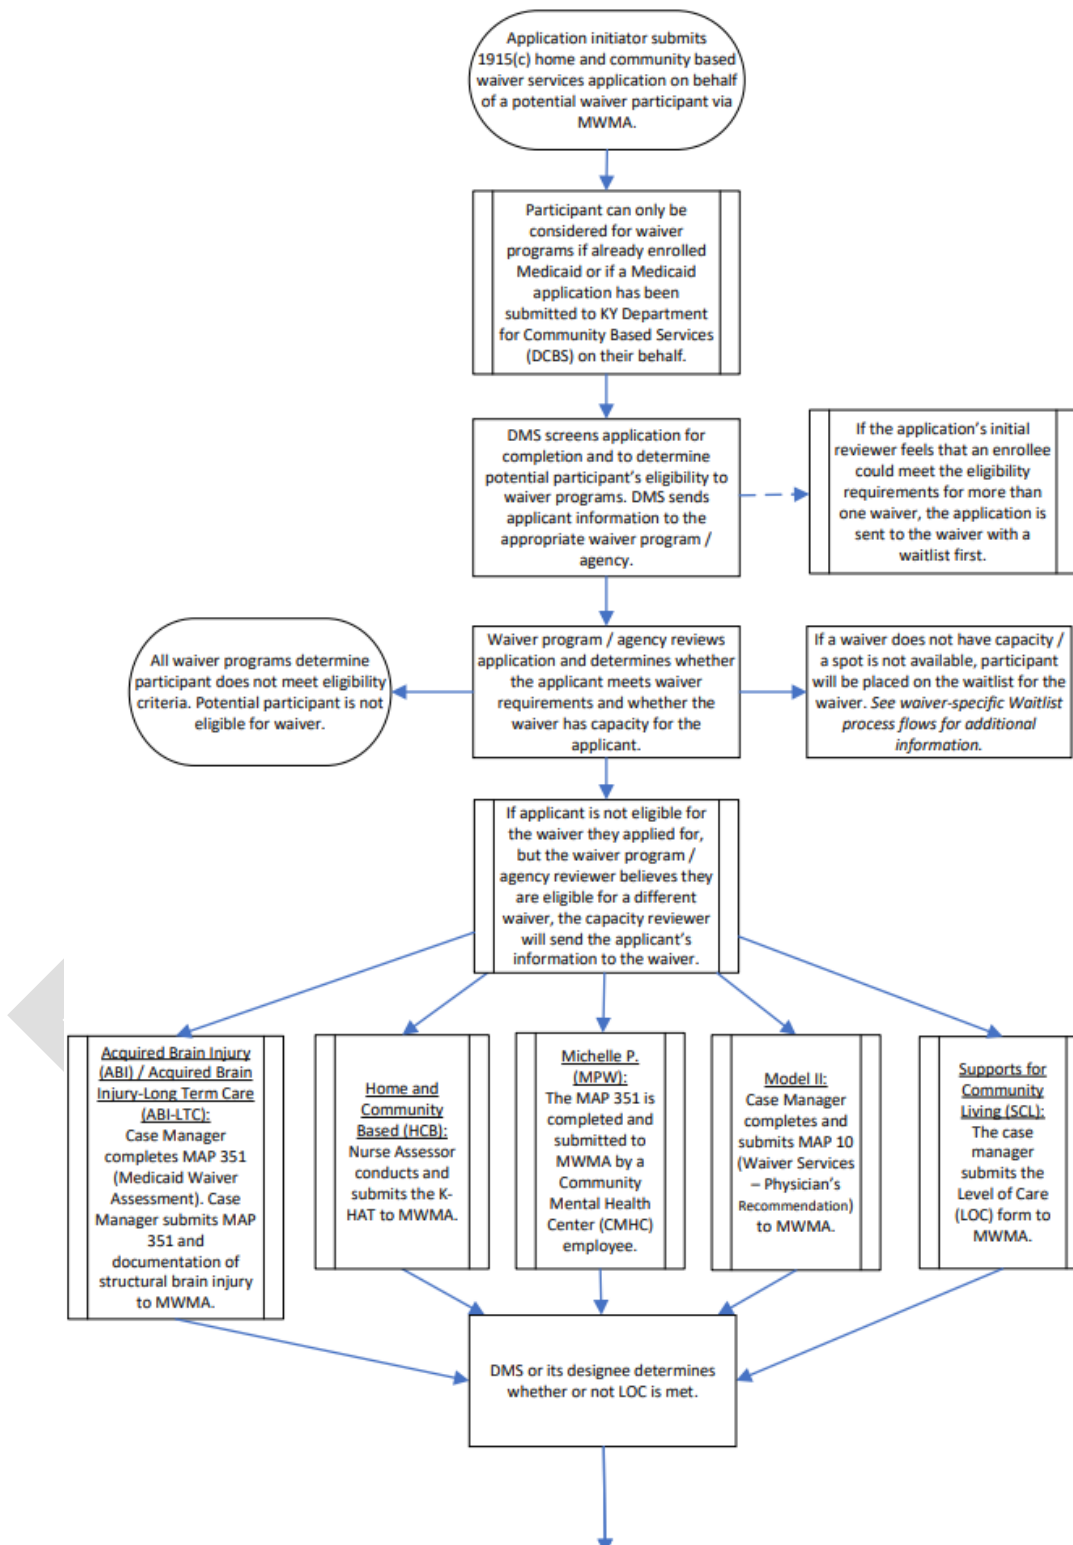 Application initiator submits
1915(c) home and community based
waiver services application on behalf
of a potential waiver participant via
MWMA.
Participant can only be
considered for waiver
programs if already enrolled
Medicaid or if a Medicaid
application has been
submitted to KY Department
for Community Based Services
(DCBS) on their behalf.
DMS screens application for
completion and to determine
potential participant's eligibility to
waiver programs. DMS sends
applicant information to the
appropriate waiver program /
agency.
If the application's initial
reviewer feels that an enrollee
could meet the eligibility
requirements for more than
one waiver, the application is
sent to the waiver with a
waitlist first.
All waiver programs determine
participant does not meet eligibility
criteria. Potential participant is not
eligible for waiver.
Waiver program / agency reviews
application and determines whether
the applicant meets waiver
requirements and whether the
waiver has capacity for the
applicant.
If a waiver does not have capacity /
a spot is not available, participant
will be placed on the waitlist for the
waiver. See waiver-specific Waitlist
process flows for additional
information.
If applicant is not eligible for
the waiver they applied for,
but the waiver program /
agency reviewer believes they
are eligible for a different
waiver, the capacity reviewer
will send the applicant's
information to the waiver.
Acquired Brain Injury
(ABI) / Acquired Brain
Injury-Long Term Care
(ABI-LTC):
Case Manager
completes MAP 351
(Medicaid Waiver
Assessment). Case
Manager submits MAP
351 and
documentation of
structural brain injury
to MWMA.
Home and
Community
Based (HCB):
Nurse Assessor
conducts and
submits the K-
HAT to MWMA.
Michelle P.
(MPW):
The MAP 351 is
completed and
submitted to
MWMA by a
Community
Mental Health
Center (CMHC)
employee.
Model II:
Case Manager
completes and
submits MAP 10
(Waiver Services
– Physician's
Recommendation)
to MWMA.
Supports for
Community
Living (SCL):
The case
manager
submits the
Level of Care
(LOC) form to
MWMA.
DMS or its designee determines
whether or not LOC is met.